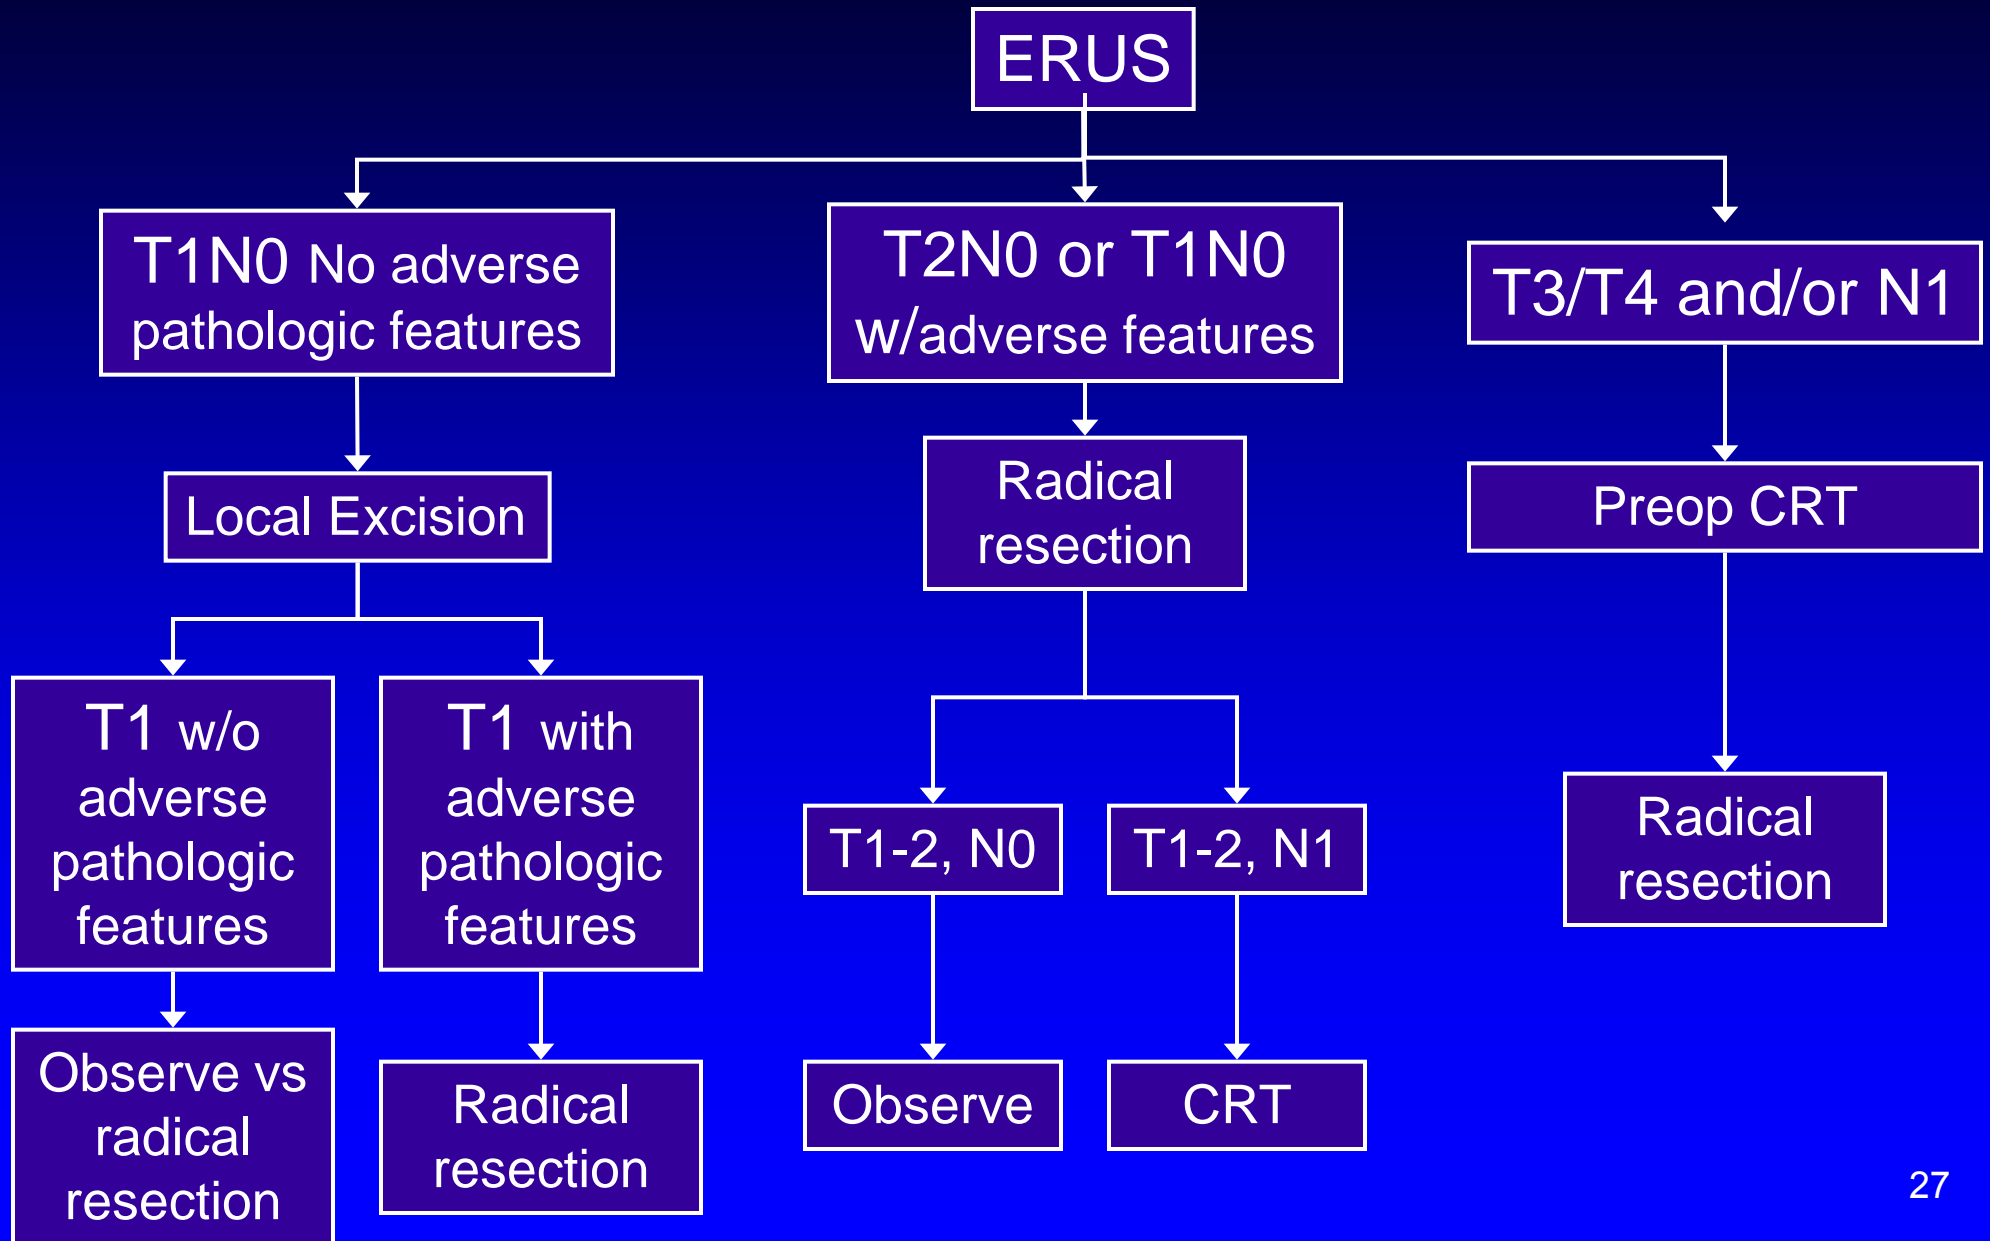 ERUS
T1N0 No adverse
pathologic features
T2N0 or T1N0
w/adverse features
T3/T4 and/or N1
Local Excision
Radical
resection
Preop CRT
T1 w/o
adverse
pathologic
features
T1 with
adverse
pathologic
features
T1-2, N0
T1-2, N1
Radical
resection
Observe vs
radical
resection
Radical
resection
Observe
CRT
27